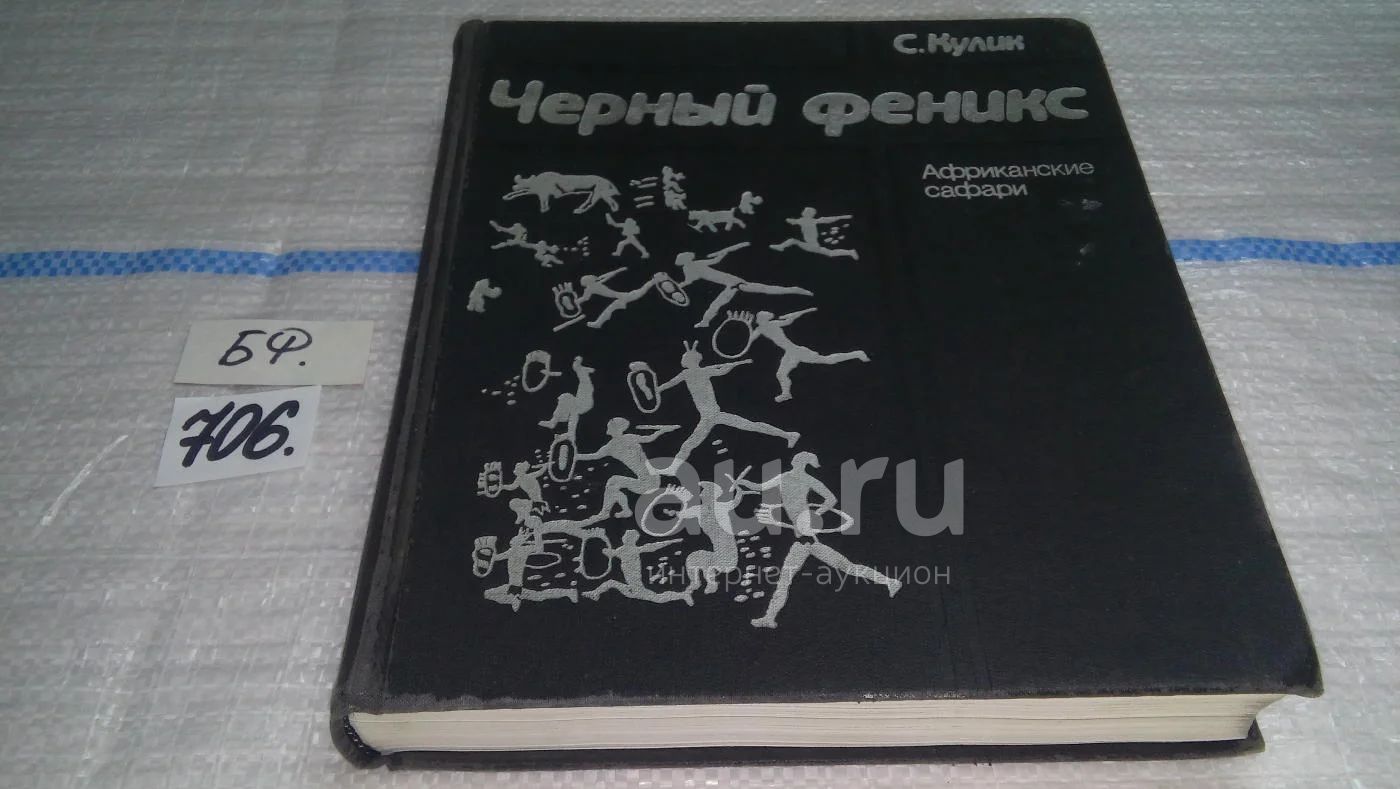 С. Кулик
Черный феникс
Африканские
сафари
БФ.
706.
au.ru
интернет-аукцион